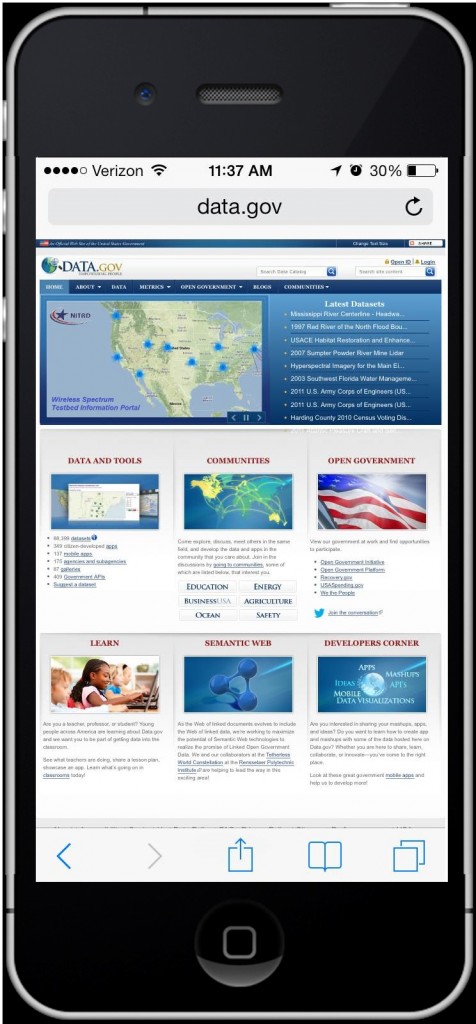 Verizon 11:37 AM 30%
data.gov
An Official Web Site of the United States Government Change Text Size SHARE
DATA.GOV
Open ID | Login
Search Data Catalog Search site content
HOME ABOUT DATA METRICS OPEN GOVERNMENT BLOGS COMMUNITIES
NITAD
United States
Mexico
Wireless Spectrum
Testbed Information Portal
Latest Datasets
Mississippi River Centerline - Headwa...
1997 Red River of the North Flood Bou...
USACE Habitat Restoration and Enhance...
2007 Sumpter Powder River Mine Lidar
Hyperspectral Imagery for the Main El...
2003 Southwest Florida Water Manageme...
2011 U.S. Army Corps of Engineers (US...
2011 U.S. Army Corps of Engineers (US...
Harding County 2010 Census Voting Dis...
DATA AND TOOLS
datasets
citizen-developed apps
137 mobile apps
175 agencies and subagencies
87 galleries
409 Government APIs
Suggest a dataset
COMMUNITIES
Come explore, discuss, meet others in the same
field, and develop the data and apps in the
community that you care about. Join in the
discussions by going to communities, some of
which are listed below, that interest you.
EDUCATION ENERGY
BUSINESSUSA AGRICULTURE
OCEAN SAFETY
OPEN GOVERNMENT
View our government at work and find opportunities
to participate.
Open Government Initiative
Open Government Platform
Recovery.gov
USASpending.gov
We the People
Join the conversation
LEARN
Are you a teacher, professor, or student? Young
people across America are learning about Data.gov
and we want you to be part of getting data into the
classroom.
See what teachers are doing, share a lesson plan,
showcase an app. Learn what's going on in
classrooms today!
SEMANTIC WEB
As the Web of linked documents evolves to include
the Web of linked data, we're working to maximize
the potential of Semantic Web technologies to
realize the promise of Linked Open Government
Data. We and our collaborators at the Tetherless
World Constellation at the Rensselaer Polytechnic
Institute are helping to lead the way in this
exciting area!
DEVELOPERS CORNER
APPS
MASHUPS
IDEAS API'S
MOBILE
DATA VISUALIZATIONS
Are you interested in sharing your mashups, apps,
and ideas? Do you want to learn how to create app
and mashups with some of the data hosted here on
Data.gov? Whether you are here to share, learn,
collaborate, or innovate—you've come to the right
place.
Look at these great government mobile apps and
help us to develop more!